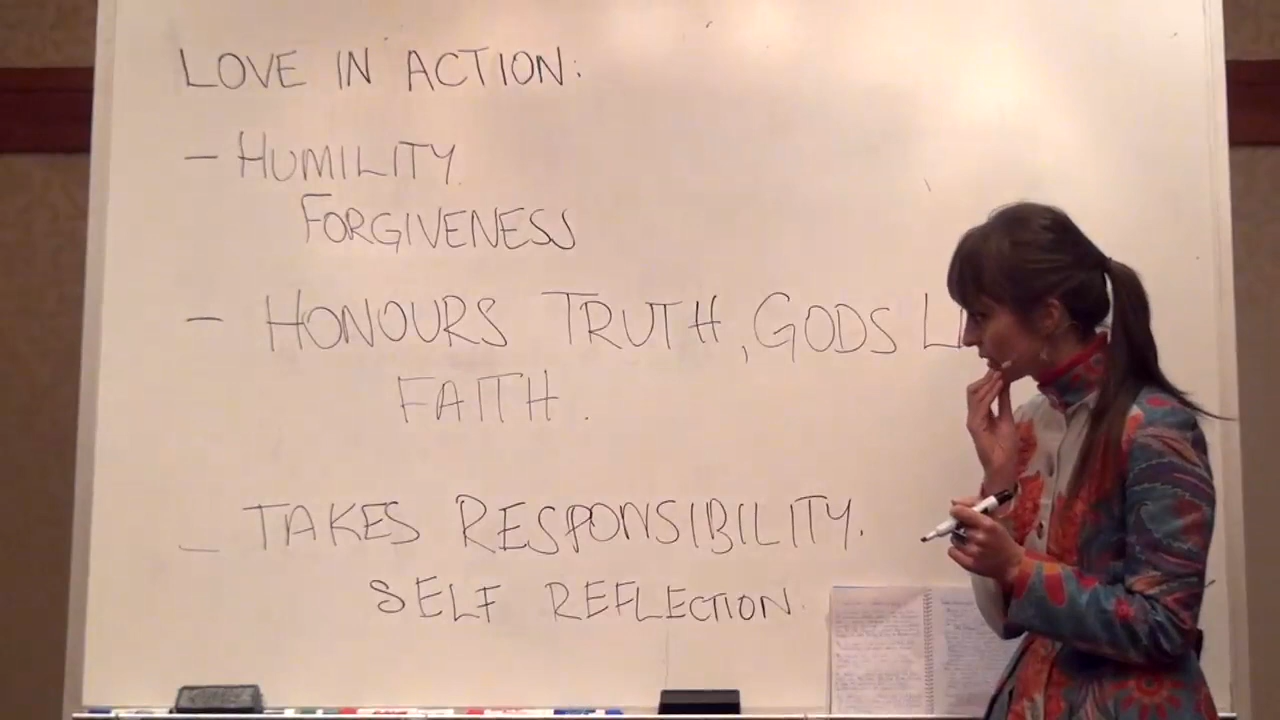 LOVE IN ACTION:
- HUMILITY
FORGIVENESS
- HONOURS TRUTH, GODS
FAITH.
- TAKES RESPONSIBILITY.
SELF REFLECTION.